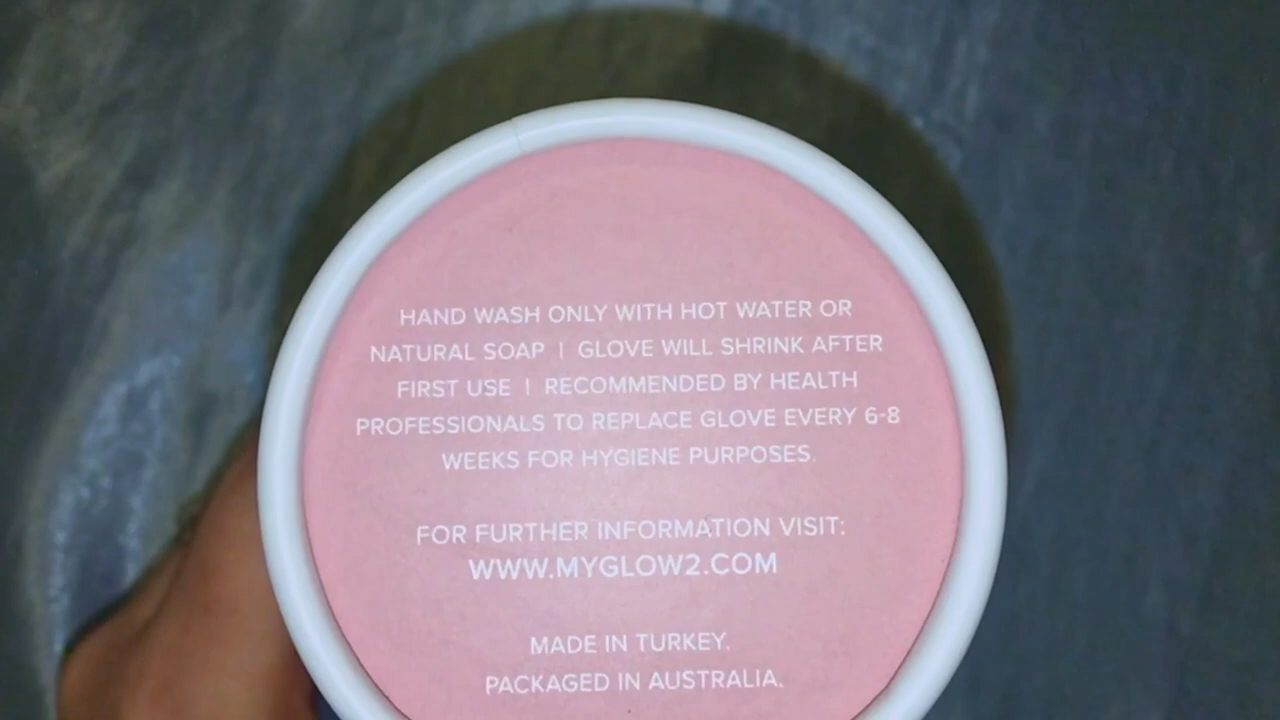 HAND WASH ONLY WITH HOT WATER OR
NATURAL SOAP | GLOVE WILL SHRINK AFTER
FIRST USE | RECOMMENDED BY HEALTH
PROFESSIONALS TO REPLACE GLOVE EVERY 6-8
WEEKS FOR HYGIENE PURPOSES.
FOR FURTHER INFORMATION VISIT:
WWW.MYGLOW2.COM
MADE IN TURKEY.
PACKAGED IN AUSTRALIA.